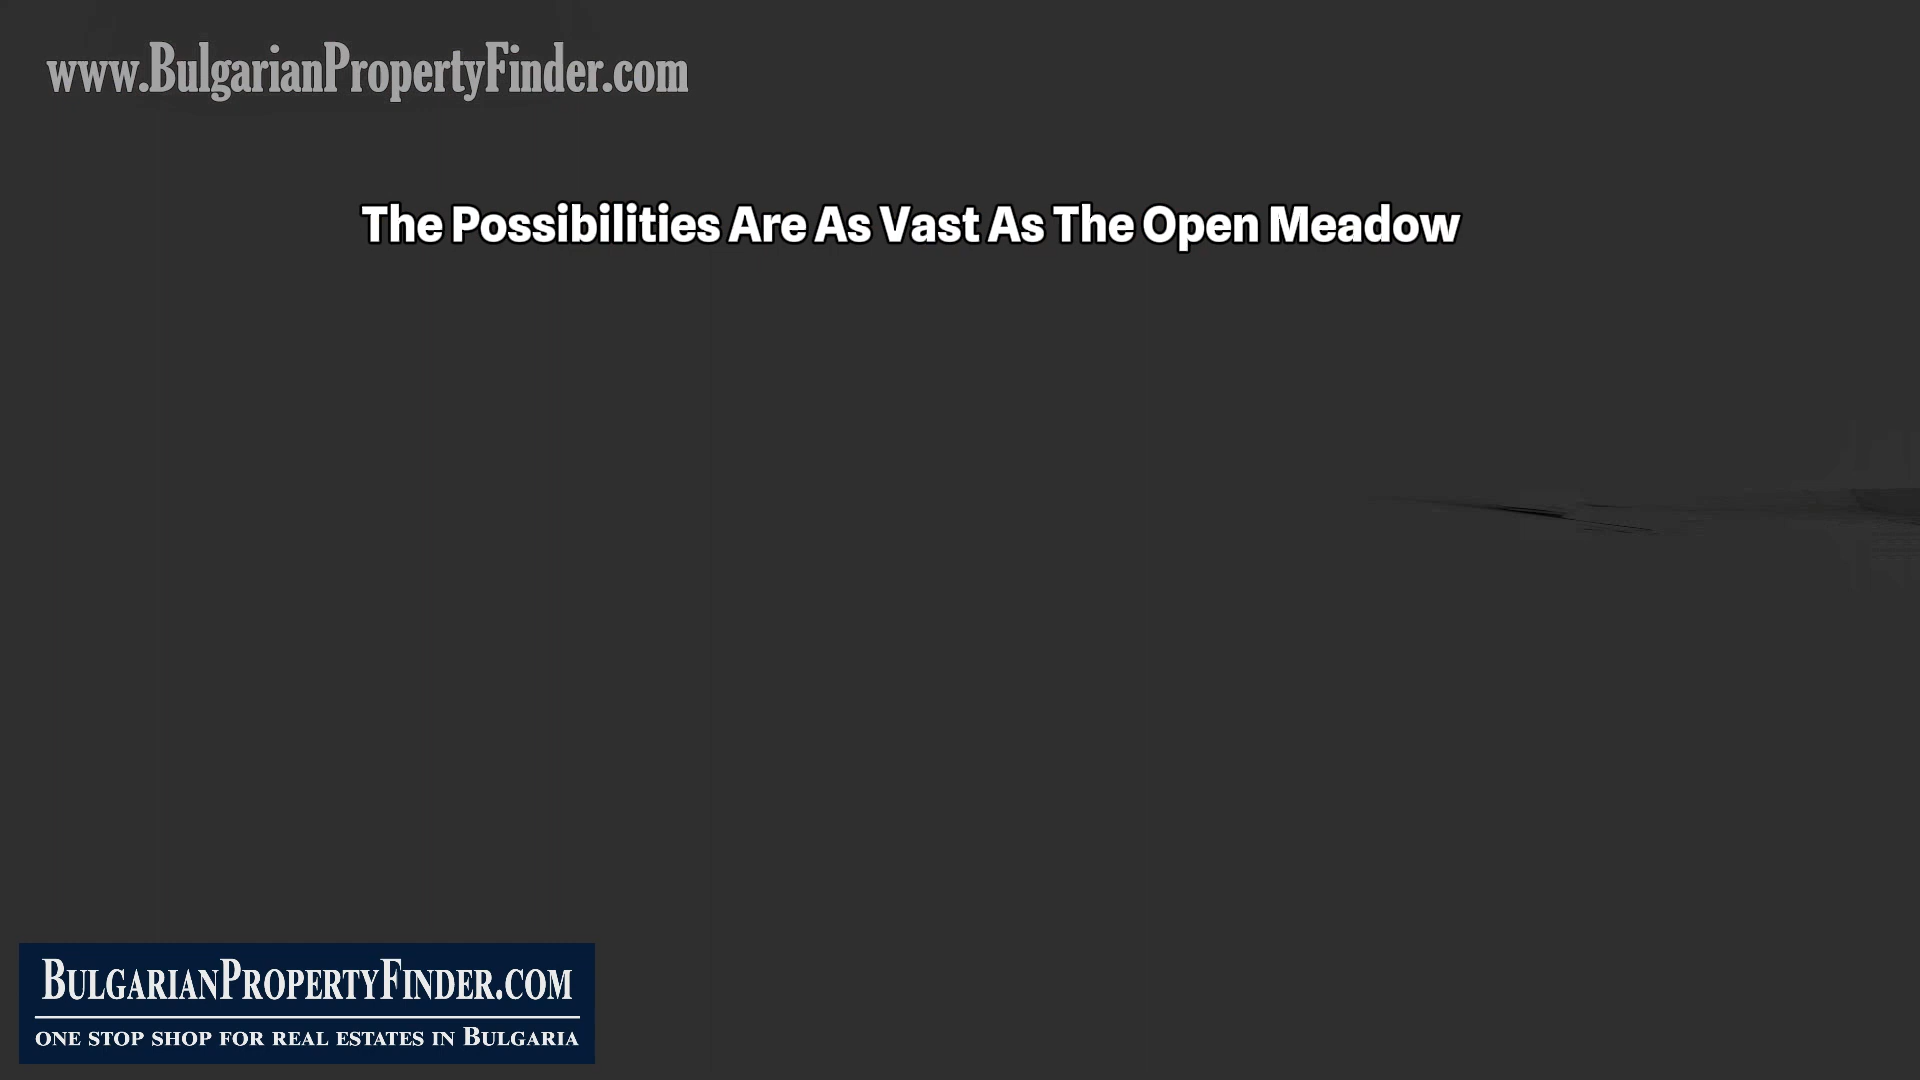 www.BulgarianPropertyFinder.com
The Possibilities Are As Vast As The Open Meadow
BULGARIANPROPERTYFINDER.COM
ONE STOP SHOP FOR REAL ESTATES IN BULGARIA